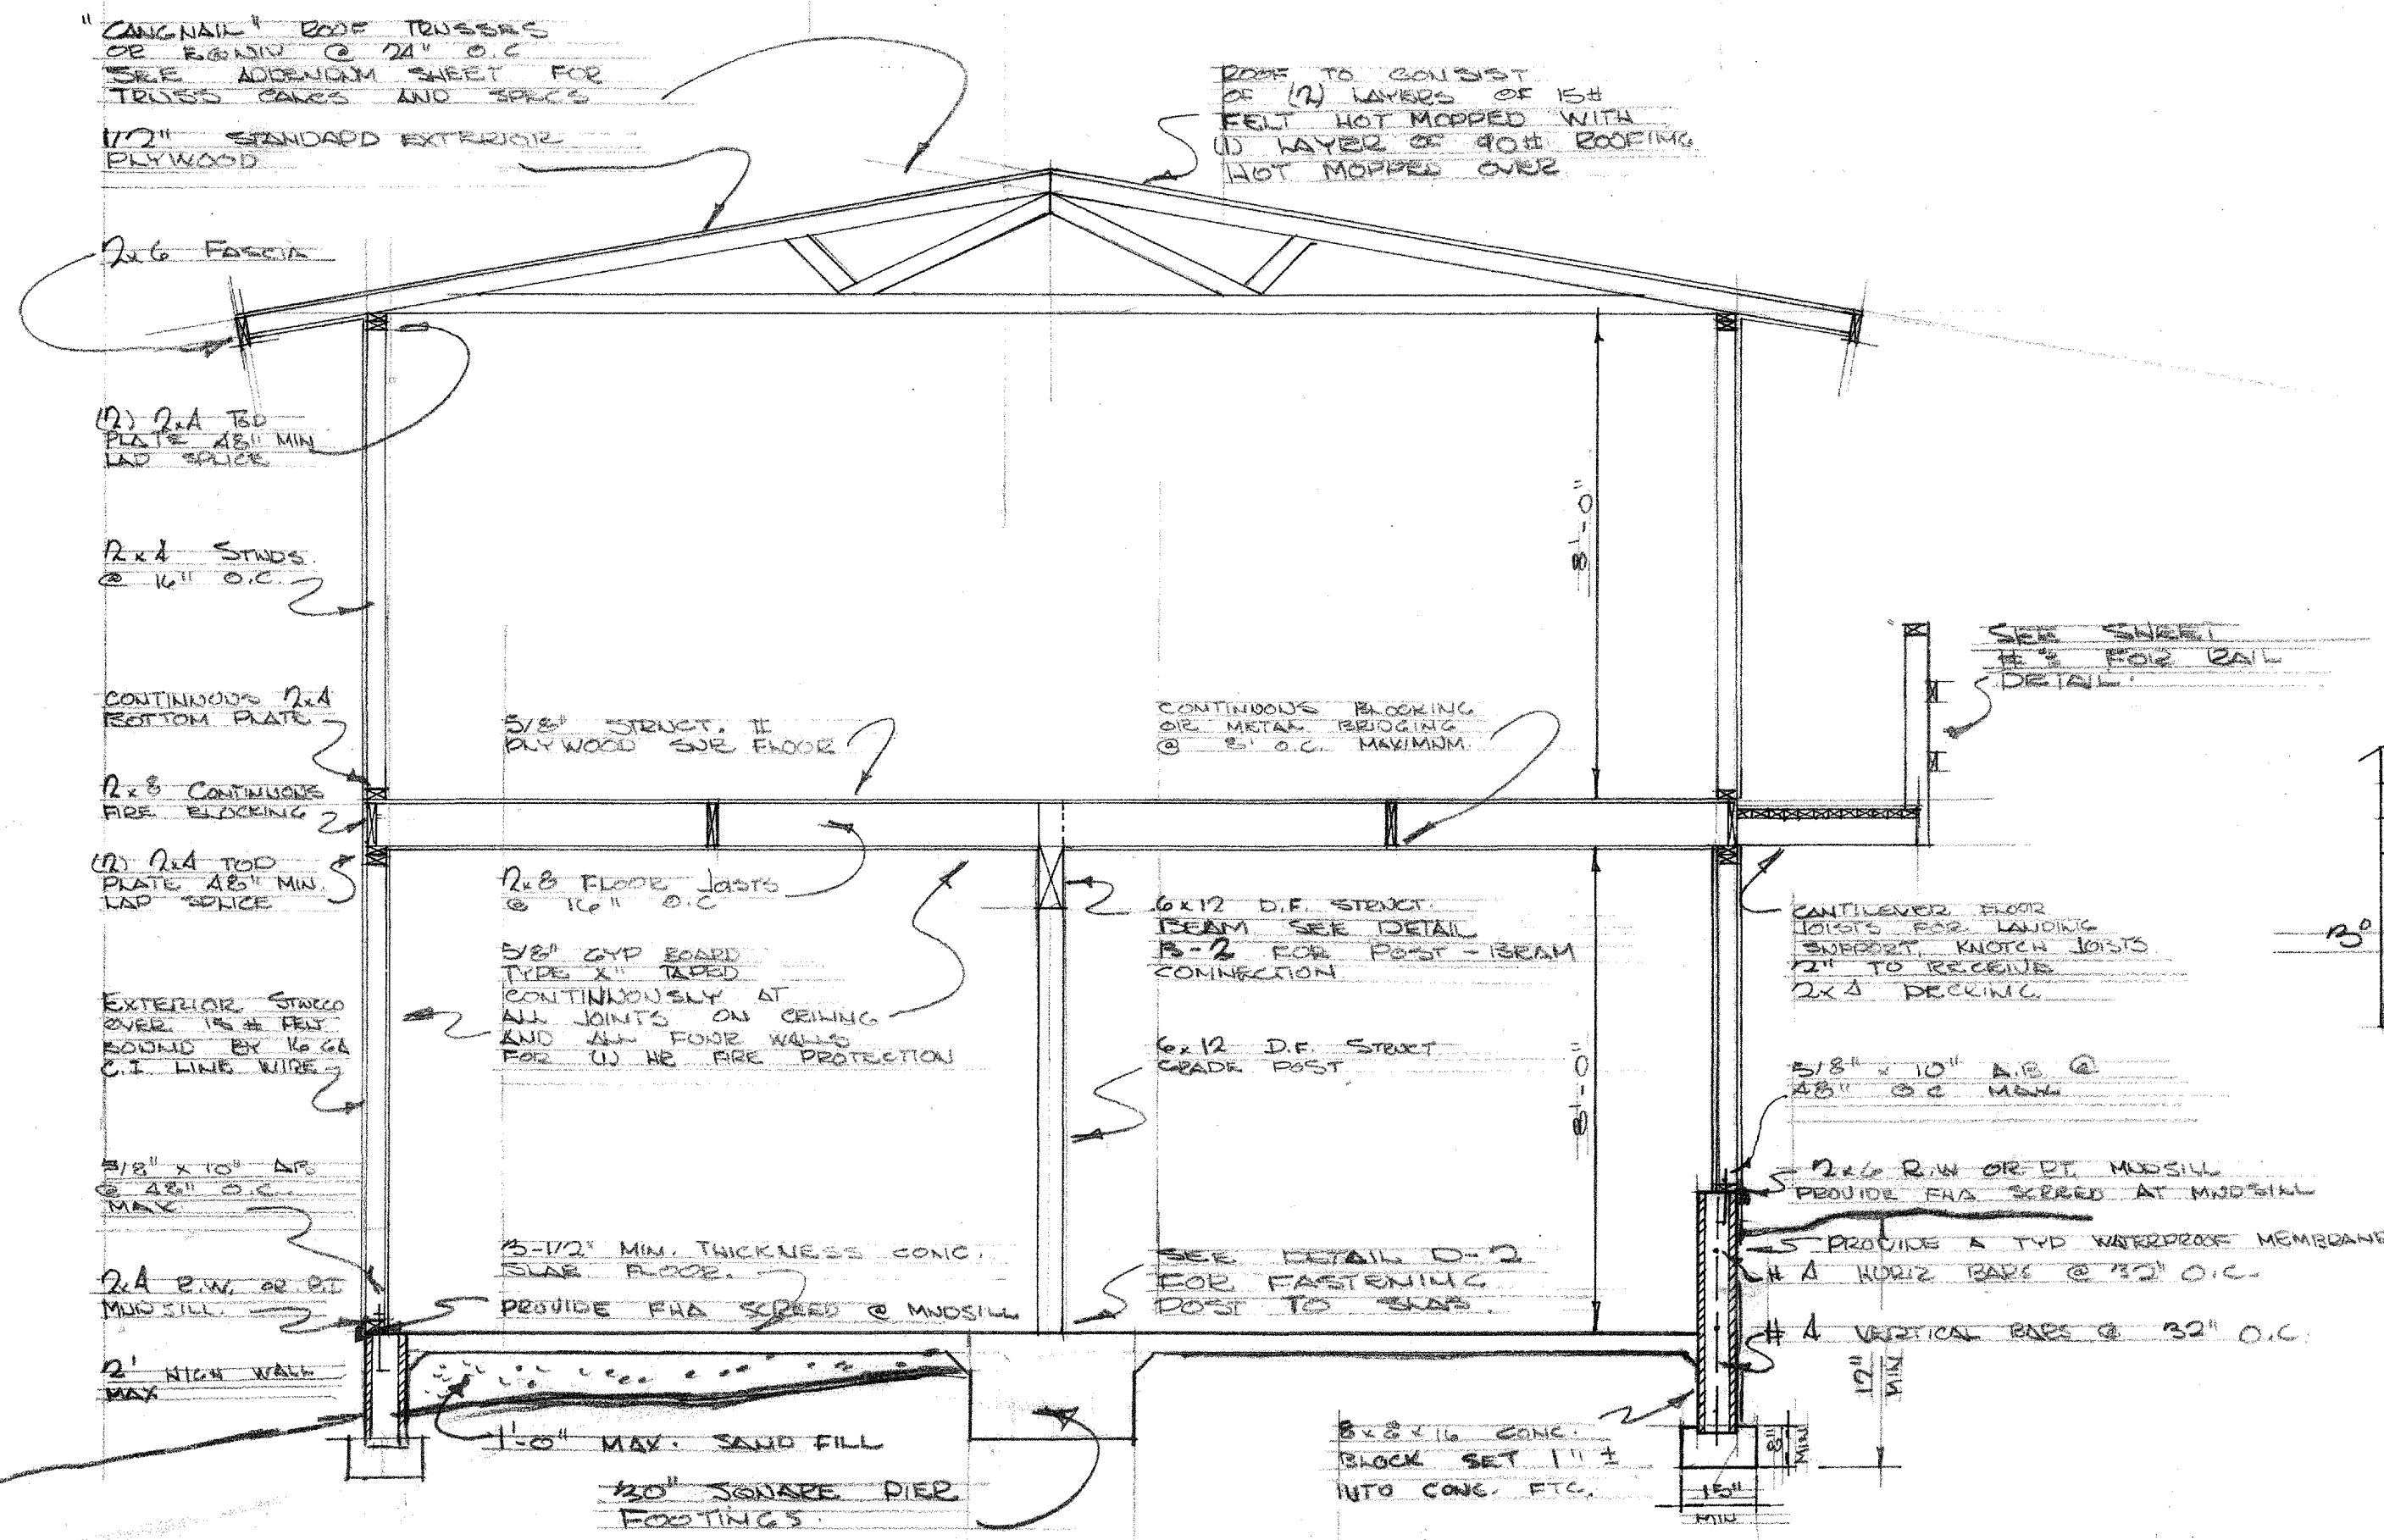 "GANGNAIL" ROOF TRUSSES
OR EQUIV @ 24" O.C
SEE ADDENDUM SHEET FOR
TRUSS CALCS AND SPECS
1/2" STANDARD EXTERIOR
PLYWOOD
ROOF TO CONSIST
OF (2) LAYERS OF 15#
FELT HOT MOPPED WITH
(1) LAYER OF 90# ROOFING
HOT MOPPED OVER
2x6 FASCIA
(2) 2x4 TOP
PLATE 48" MIN
LAP SPLICE
2x4 STUDS
@ 16" O.C.
8'-0"
SEE SHEET
FOR RAIL
DETAIL.
CONTINUOUS 2x4
BOTTOM PLATE
5/8" STRUCT. II
PLYWOOD SUB FLOOR
CONTINUOUS BLOCKING
OR METAL BRIDGING
@ 8' O.C. MAXIMUM.
2x8 CONTINUOUS
FIRE BLOCKING
(2) 2x4 TOP
PLATE 48" MIN.
LAP SPLICE
2x8 FLOOR JOISTS
@ 16" O.C
6x12 D.F. STRUCT.
BEAM SEE DETAIL
B-2 FOR POST-BEAM
CONNECTION
CANTILEVER FLOOR
JOISTS FOR LANDING
SUPPORT, KNOTCH JOISTS
2" TO RECEIVE
2x4 DECKING
3°
5/8" GYP BOARD
TYPE X" TAPED
CONTINUOUSLY AT
ALL JOINTS ON CEILING
AND ALL FOUR WALLS
FOR (1) HR FIRE PROTECTION
EXTERIOR STUCCO
OVER 15# FELT
BOUND BY 16 GA
G.I. LINE WIRE
6x12 D.F. STRUCT
GRADE POST
8'-0"
5/8" x 10" A.B. @
48" O.C MAX.
5/8" x 10" AB
@ 48" O.C.
MAX.
2x6 R.W OR P.T. MUDSILL
PROVIDE FHA SCREED AT MUDSILL
PROVIDE A TYP WATERPROOF MEMBRANE
# 4 HORIZ BARS @ 32" O.C.
3-1/2" MIN. THICKNESS CONC.
SLAB FLOOR.
SEE DETAIL D-2
FOR FASTENING
POST TO SLAB.
2x4 R.W. OR P.T
MUDSILL.
PROVIDE FHA SCREED @ MUDSILL
# 4 VERTICAL BARS @ 32" O.C.
2' HIGH WALL
MAX
12"
MIN
1'-0" MAX. SAND FILL
8x8x16 CONC.
BLOCK SET 1" ±
INTO CONC. FTG.
8"
MIN
15"
MIN
30" SQUARE PIER
FOOTINGS.